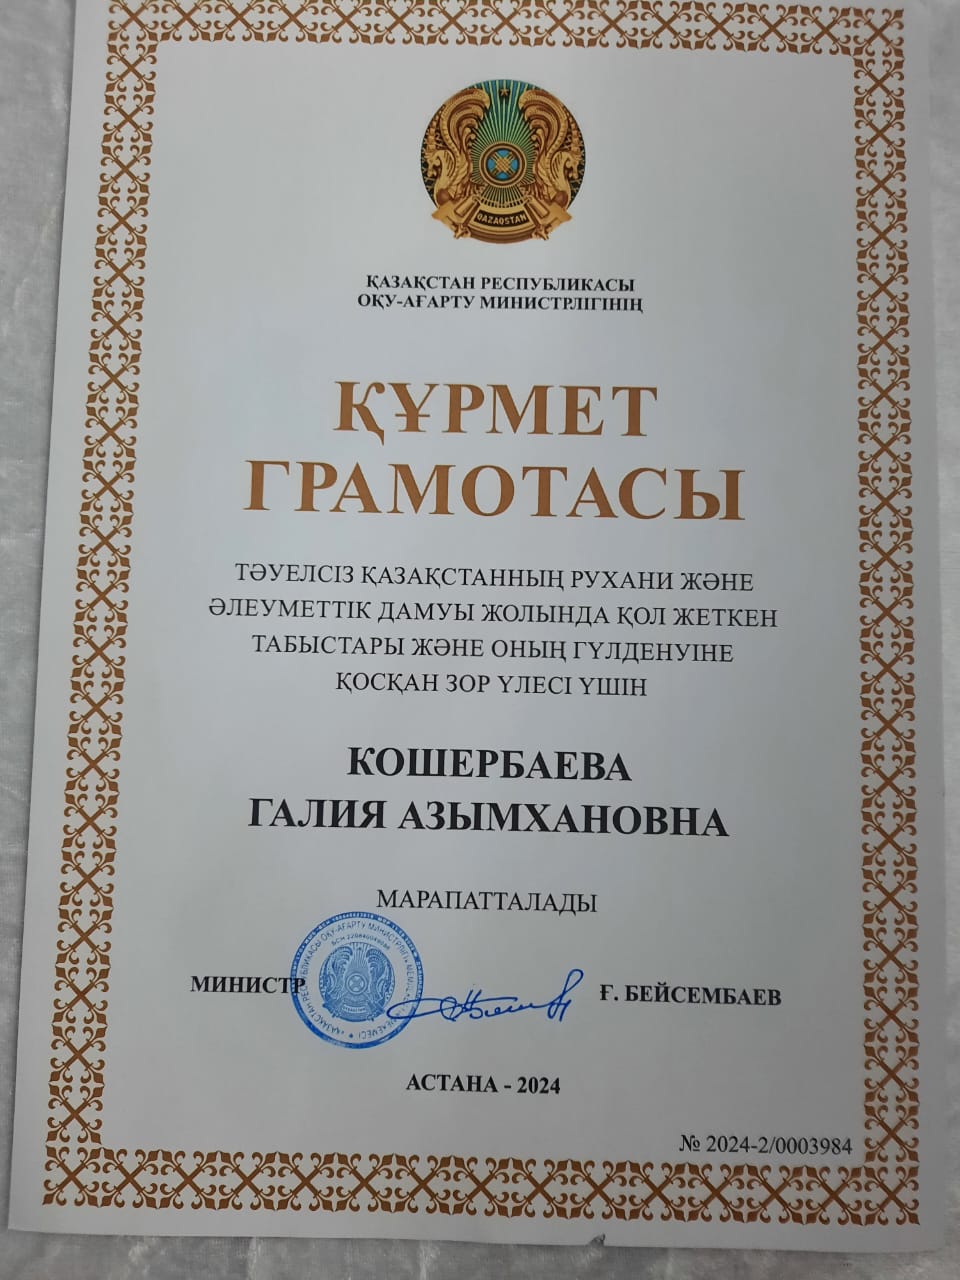 QAZAQSTAN
ҚАЗАҚСТАН РЕСПУБЛИКАСЫ
ОҚУ-АҒАРТУ МИНИСТРЛІГІНІҢ
ҚҰРМЕТ
ГРАМОТАСЫ
ТӘУЕЛСІЗ ҚАЗАҚСТАННЫҢ РУХАНИ ЖӘНЕ
ӘЛЕУМЕТТІК ДАМУЫ ЖОЛЫНДА ҚОЛ ЖЕТКЕН
ТАБЫСТАРЫ ЖӘНЕ ОНЫҢ ГҮЛДЕНУІНЕ
ҚОСҚАН ЗОР ҮЛЕСІ ҮШІН
КОШЕРБАЕВА
ГАЛИЯ АЗЫМХАНОВНА
МАРАПАТТАЛАДЫ
МИНИСТР Ғ. БЕЙСЕМБАЕВ
АСТАНА - 2024
№ 2024-2/0003984